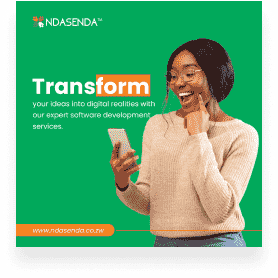 NDASENDA™
Transform
your ideas into digital realities with
our expert software development
services.
www.ndasenda.co.zw